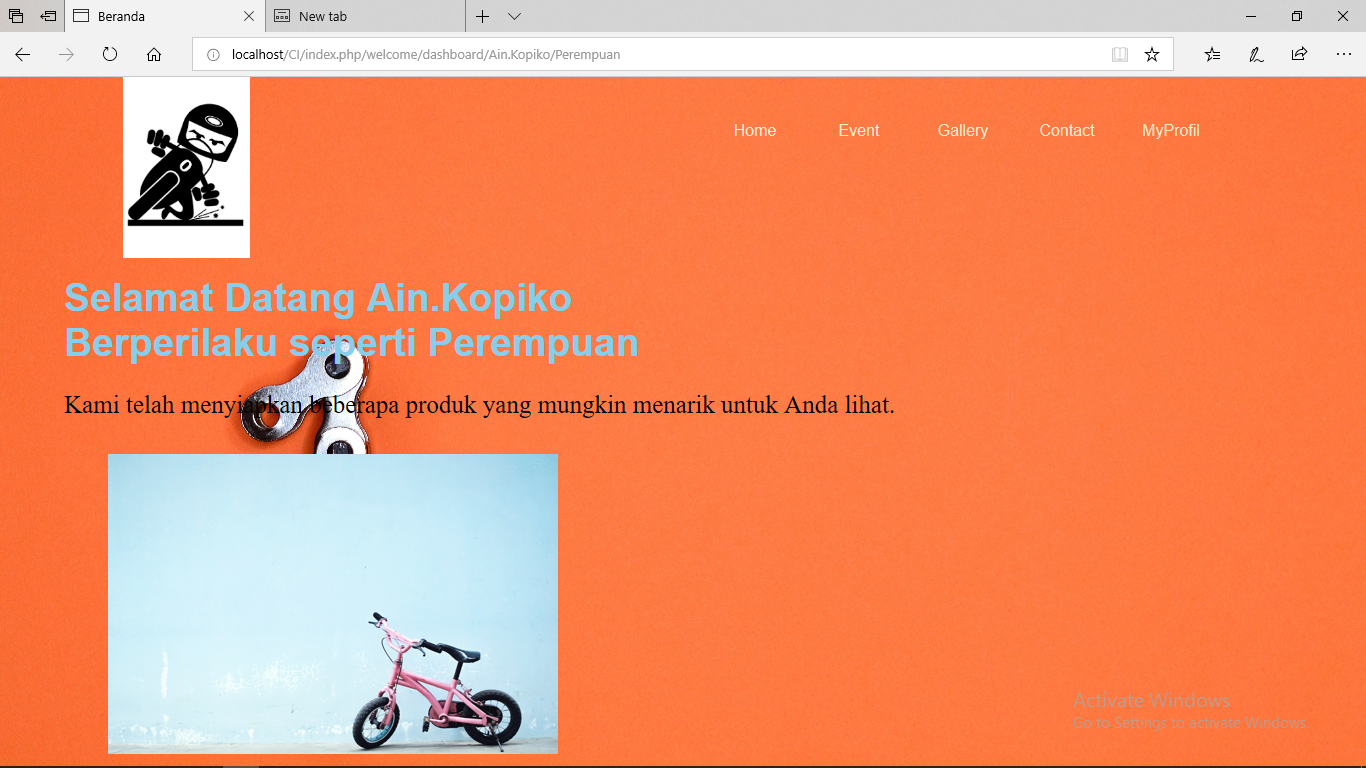 Beranda
New tab
localhost/CI/index.php/welcome/dashboard/Ain.Kopiko/Perempuan
Home Event Gallery Contact MyProfil
Selamat Datang Ain.Kopiko
Berperilaku seperti Perempuan
Kami telah menyiapkan beberapa produk yang mungkin menarik untuk Anda lihat.
Activate Windows
Go to Settings to activate Windows.